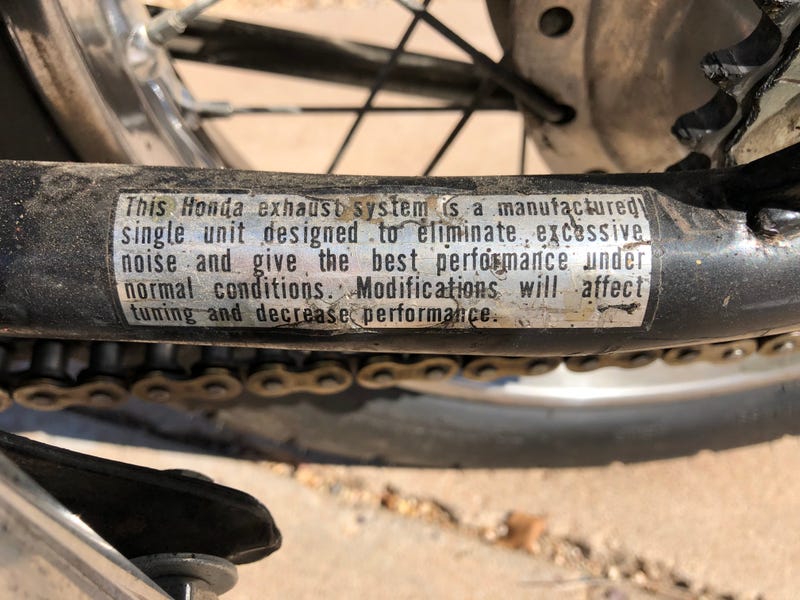 This Honda exhaust system is a manufactured
single unit designed to eliminate excessive
noise and give the best performance under
normal conditions. Modifications will affect
tuning and decrease performance.